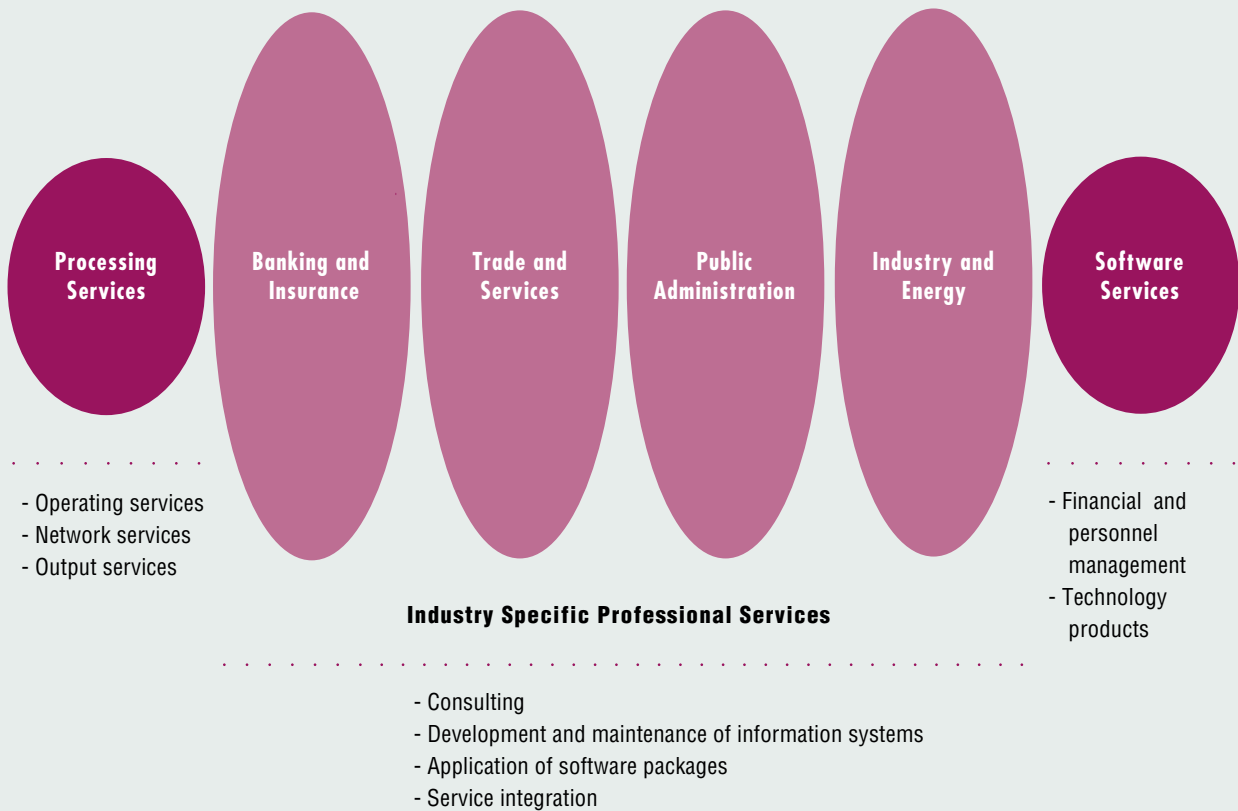 Processing
Services
Banking and
Insurance
Trade and
Services
Public
Administration
Industry and
Energy
Software
Services
- Operating services
- Network services
- Output services
- Financial and
personnel
management
- Technology
products
Industry Specific Professional Services
- Consulting
- Development and maintenance of information systems
- Application of software packages
- Service integration